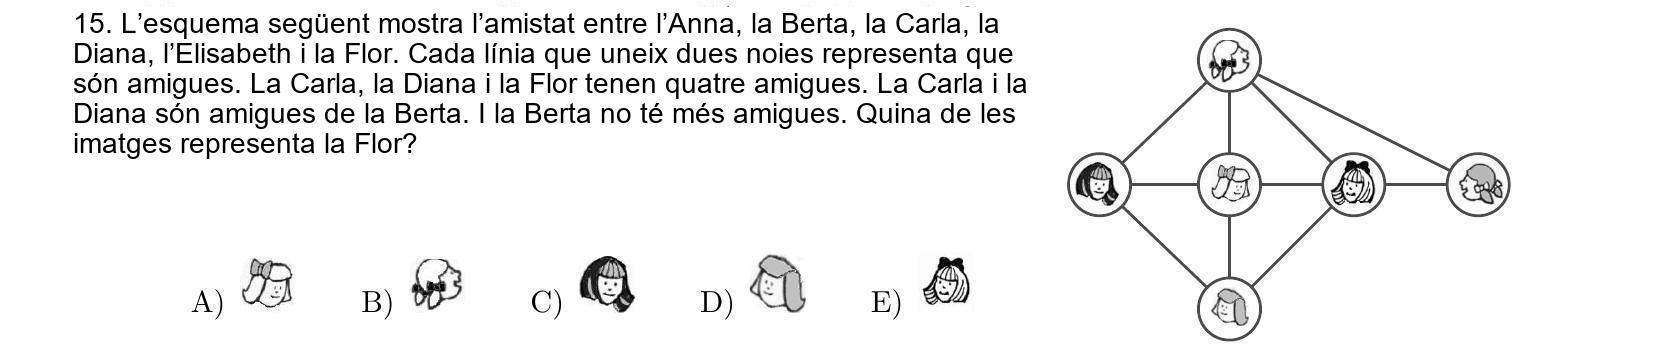 15. L'esquema següent mostra l'amistat entre l'Anna, la Berta, la Carla, la
Diana, l'Elisabeth i la Flor. Cada línia que uneix dues noies representa que
són amigues. La Carla, la Diana i la Flor tenen quatre amigues. La Carla i la
Diana són amigues de la Berta. I la Berta no té més amigues. Quina de les
imatges representa la Flor?
A) B) C) D) E)